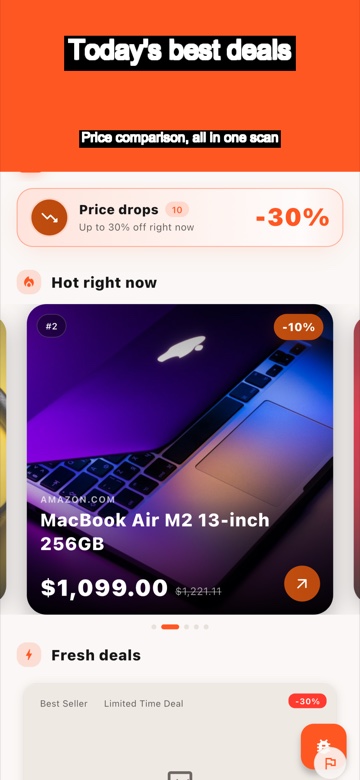 Today's best deals
Price comparison, all in one scan
Price drops 10
Up to 30% off right now
-30%
Hot right now
#2
-10%
AMAZON.COM
MacBook Air M2 13-inch
256GB
$1,099.00 $1,221.11
Fresh deals
Best Seller Limited Time Deal
-30%